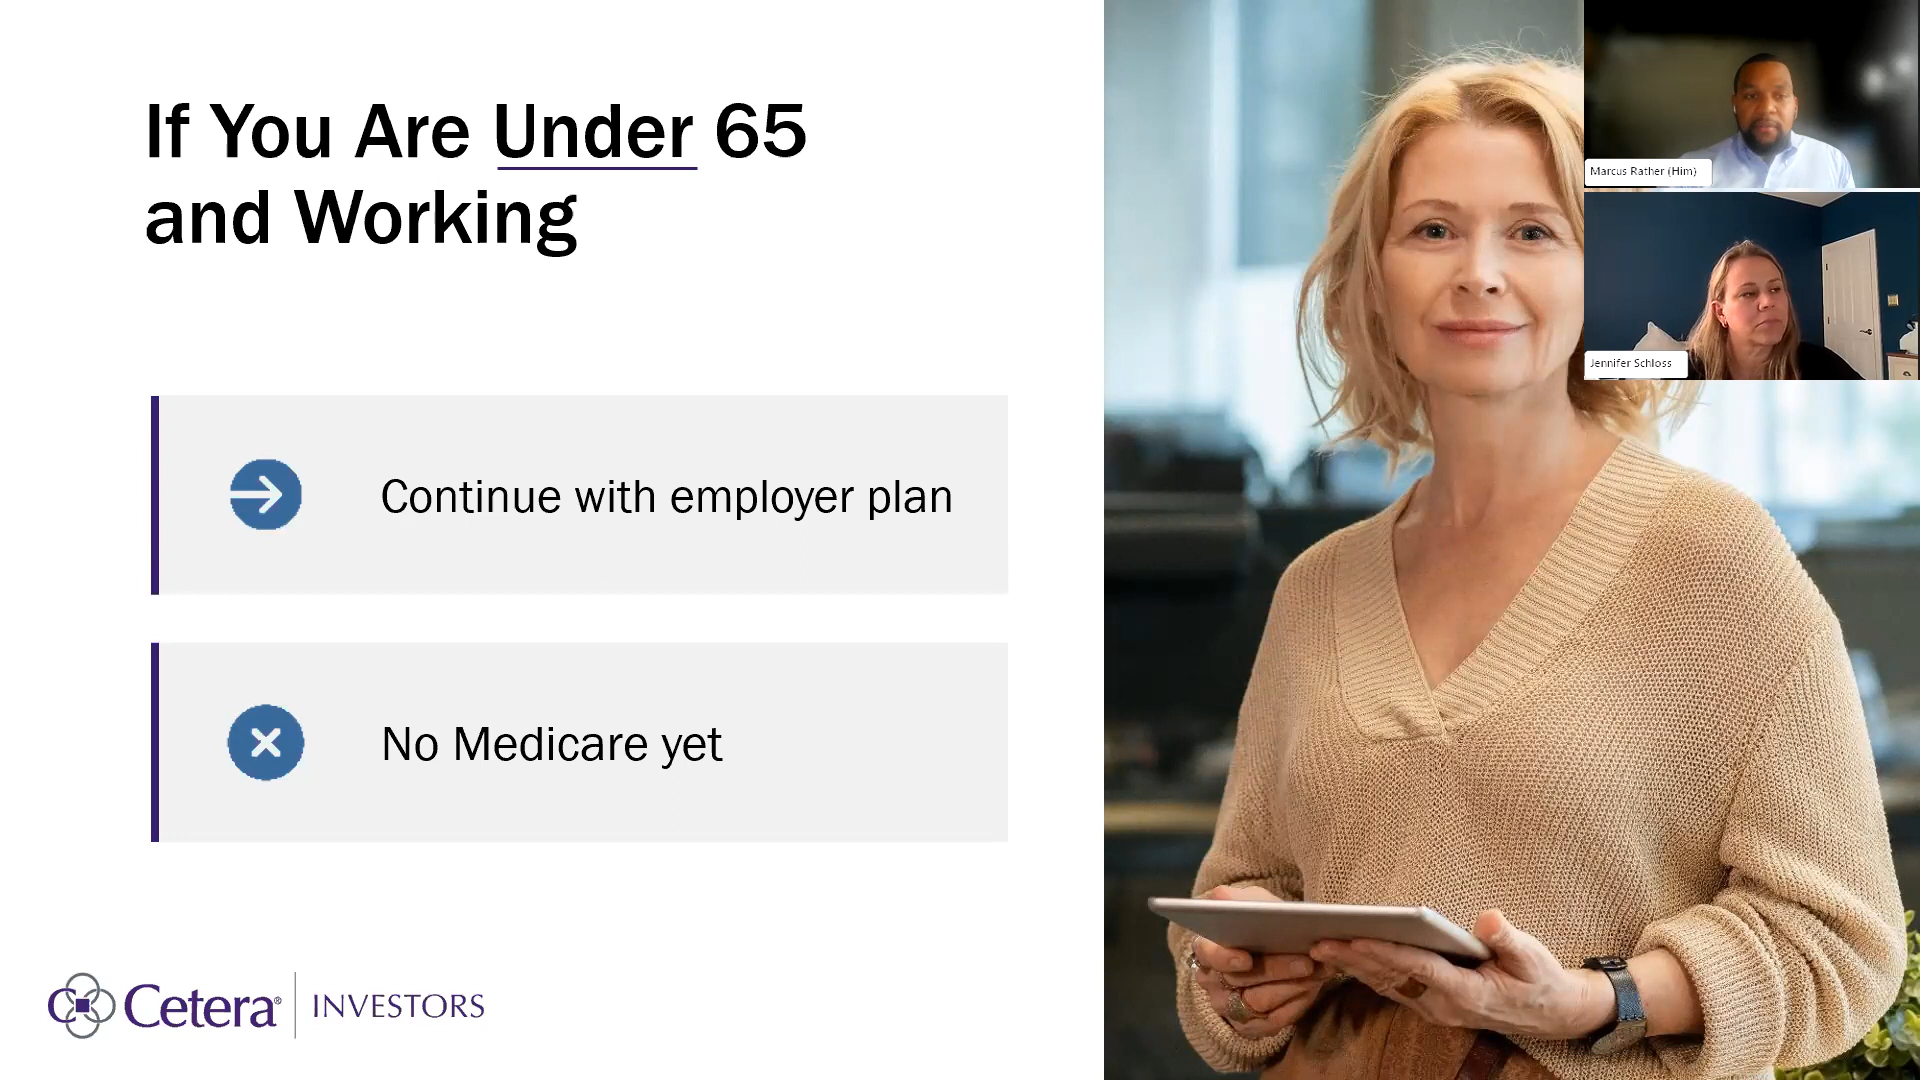 If You Are Under 65
and Working
Continue with employer plan
No Medicare yet
Cetera® | INVESTORS
Marcus Rather (Him)
Jennifer Schloss